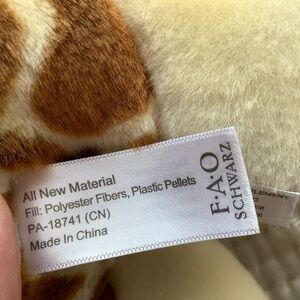 All New Material
Fill: Polyester Fibers, Plastic Pellets
PA-18741 (CN)
Made In China
F·A·O
SCHWARZ